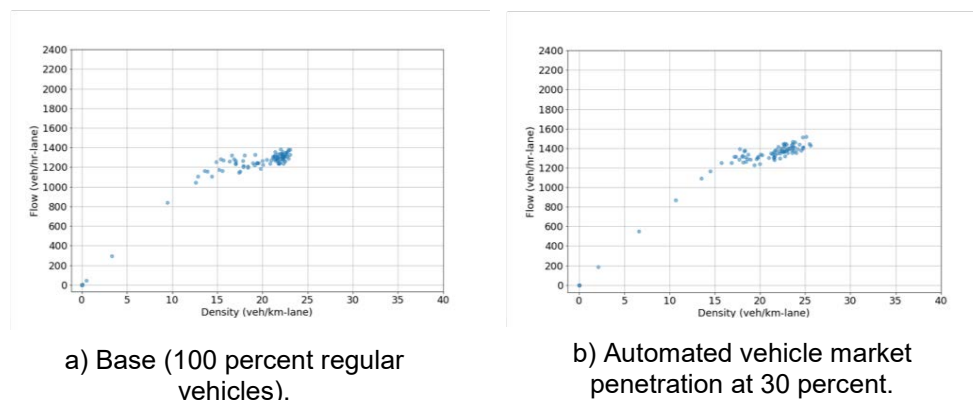 2400
2200
2000
1800
1600
1400
1200
1000
800
600
400
200
0
Flow (veh/hr-lane)
0 5 10 15 20 25 30 35 40
Density (veh/km-lane)
a) Base (100 percent regular
vehicles).
2400
2200
2000
1800
1600
1400
1200
1000
800
600
400
200
0
Flow (veh/hr-lane)
0 5 10 15 20 25 30 35 40
Density (veh/km-lane)
b) Automated vehicle market
penetration at 30 percent.